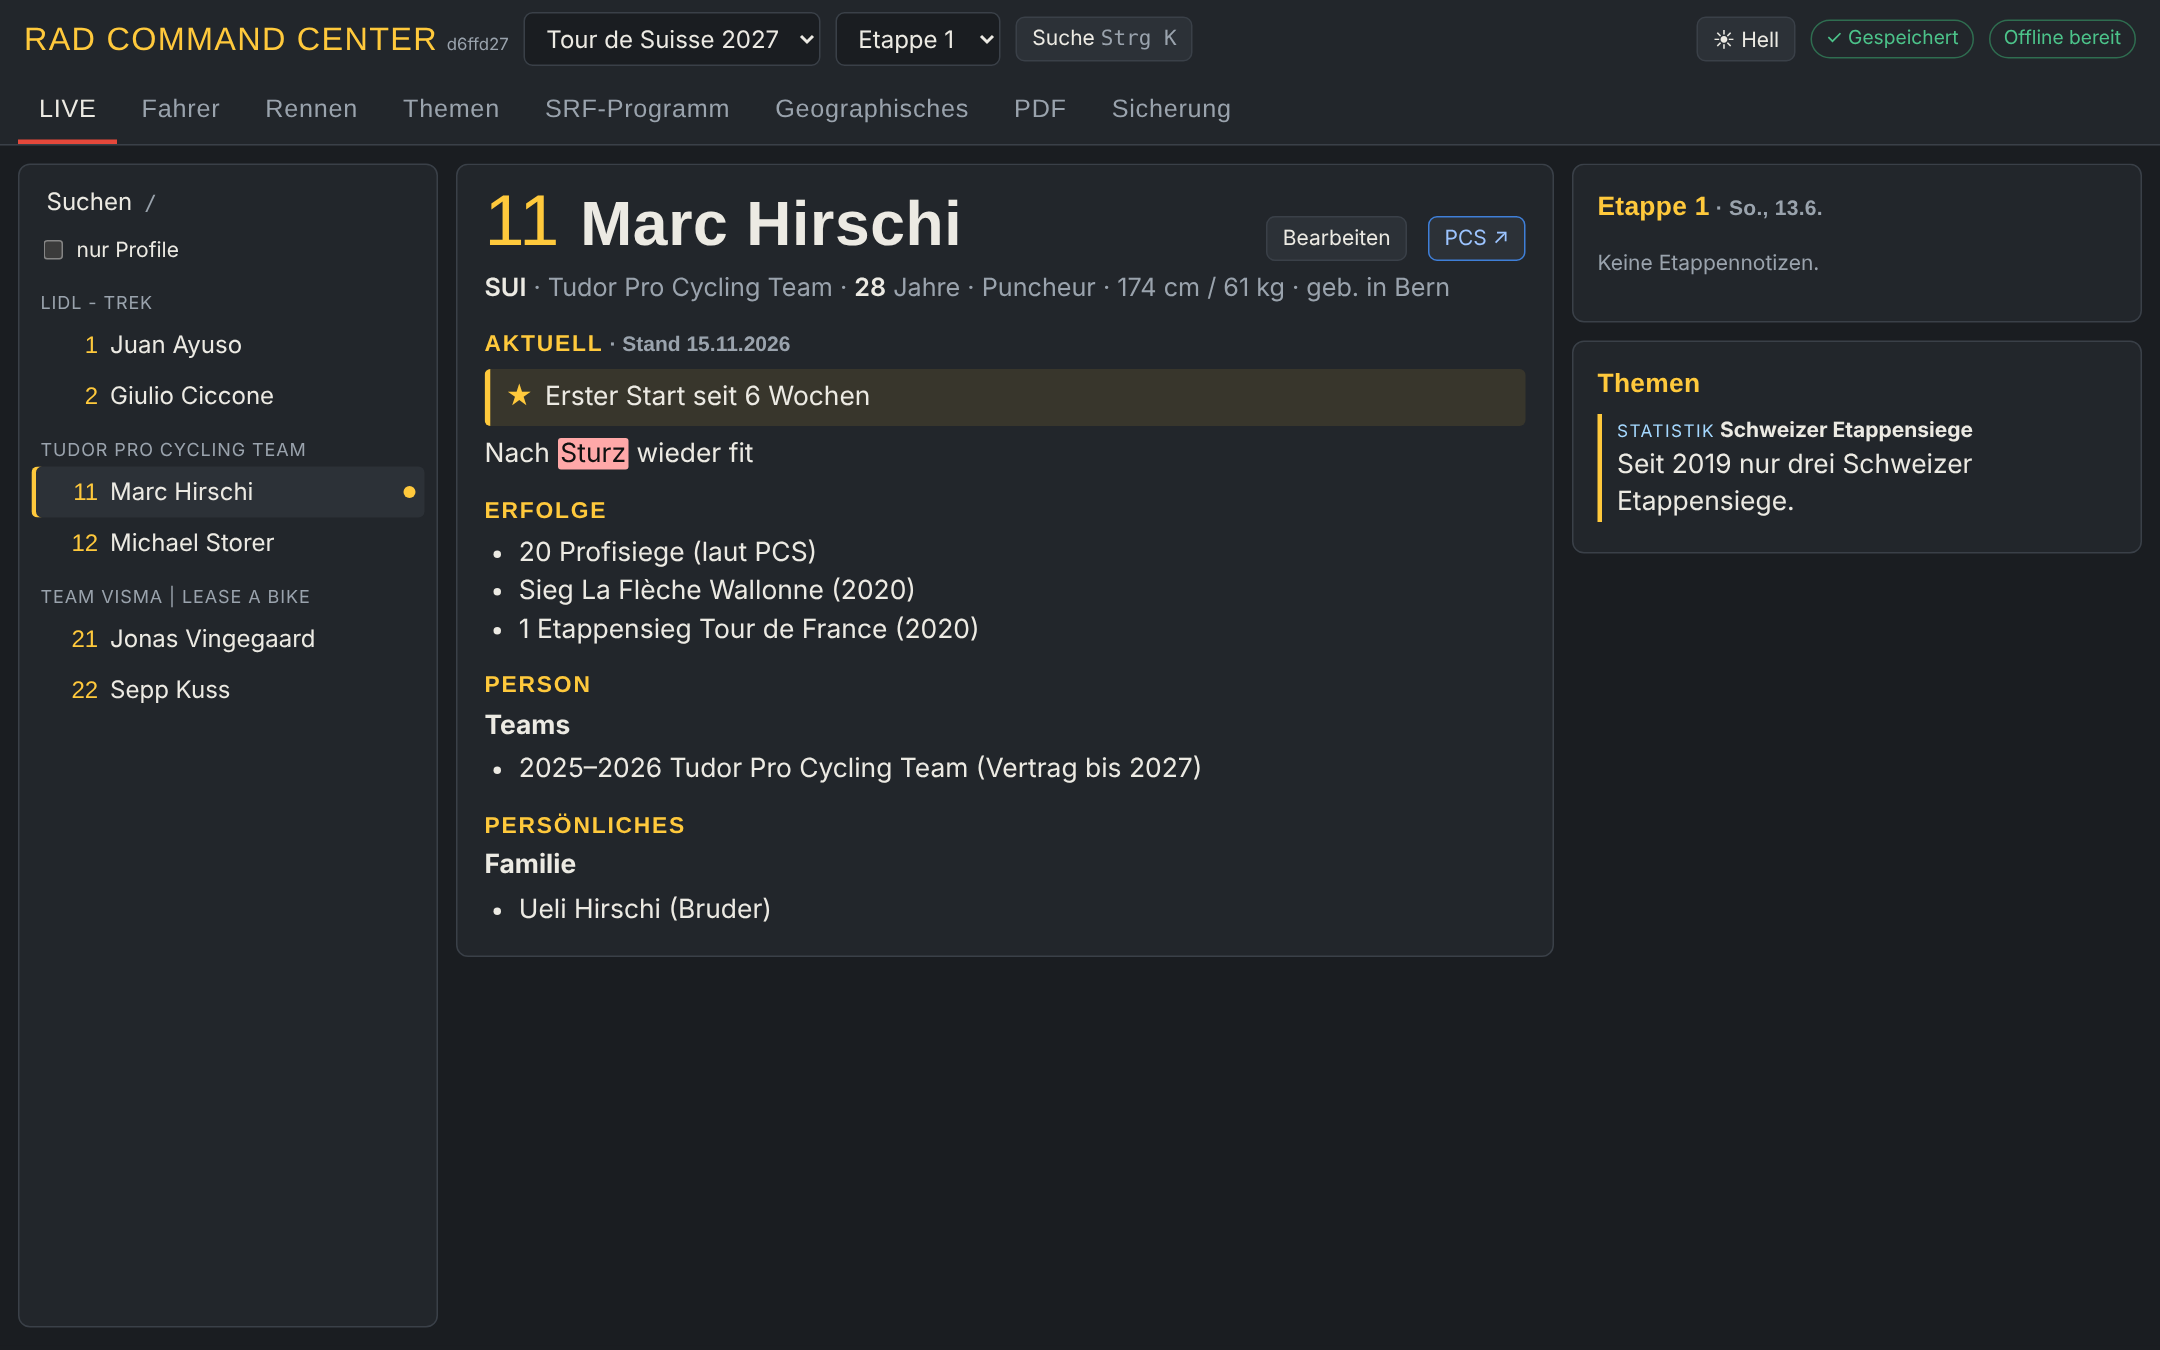 RAD COMMAND CENTER d6ffd27 Tour de Suisse 2027 Etappe 1 Suche Strg K ☀ Hell ✓ Gespeichert Offline bereit
LIVE Fahrer Rennen Themen SRF-Programm Geographisches PDF Sicherung
Suchen /
nur Profile
LIDL - TREK
1 Juan Ayuso
2 Giulio Ciccone
TUDOR PRO CYCLING TEAM
11 Marc Hirschi
12 Michael Storer
TEAM VISMA | LEASE A BIKE
21 Jonas Vingegaard
22 Sepp Kuss
11 Marc Hirschi Bearbeiten PCS ↗
SUI · Tudor Pro Cycling Team · 28 Jahre · Puncheur · 174 cm / 61 kg · geb. in Bern
AKTUELL · Stand 15.11.2026
★ Erster Start seit 6 Wochen
Nach Sturz wieder fit
ERFOLGE
• 20 Profisiege (laut PCS)
• Sieg La Flèche Wallonne (2020)
• 1 Etappensieg Tour de France (2020)
PERSON
Teams
• 2025–2026 Tudor Pro Cycling Team (Vertrag bis 2027)
PERSÖNLICHES
Familie
• Ueli Hirschi (Bruder)
Etappe 1 · So., 13.6.
Keine Etappennotizen.
Themen
STATISTIK Schweizer Etappensiege
Seit 2019 nur drei Schweizer
Etappensiege.